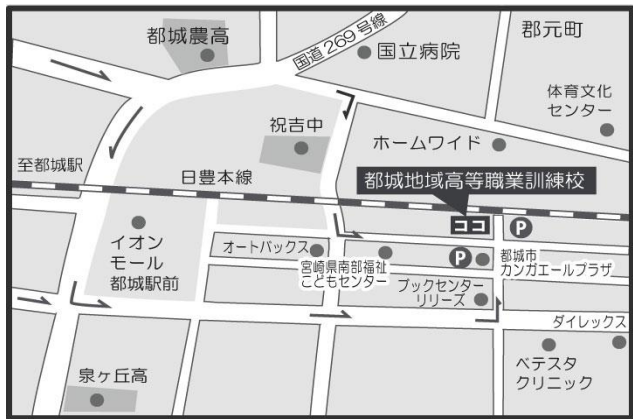 都城農高
国道269号線
国立病院
郡元町
体育文化
センター
祝吉中
ホームワイド
至都城駅
日豊本線
都城地域高等職業訓練校
ココ
P
イオン
モール
都城駅前
オートバックス
宮崎県南部福祉
こどもセンター
P
都城市
カンガエールプラザ
ブックセンター
リリーズ
ダイレックス
ベテスタ
クリニック
泉ヶ丘高